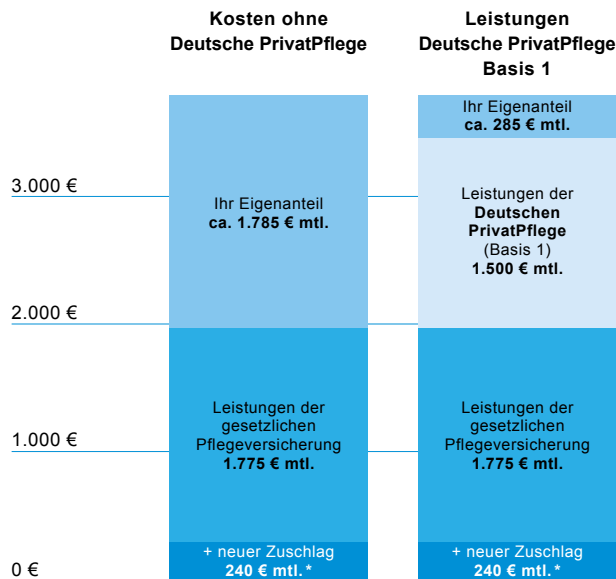 Kosten ohne
Deutsche PrivatPflege
Leistungen
Deutsche PrivatPflege
Basis 1
3.000 €
2.000 €
1.000 €
0 €
Ihr Eigenanteil
ca. 1.785 € mtl.
Leistungen der
gesetzlichen
Pflegeversicherung
1.775 € mtl.
+ neuer Zuschlag
240 € mtl. *
Ihr Eigenanteil
ca. 285 € mtl.
Leistungen der
Deutschen
PrivatPflege
(Basis 1)
1.500 € mtl.
Leistungen der
gesetzlichen
Pflegeversicherung
1.775 € mtl.
+ neuer Zuschlag
240 € mtl. *